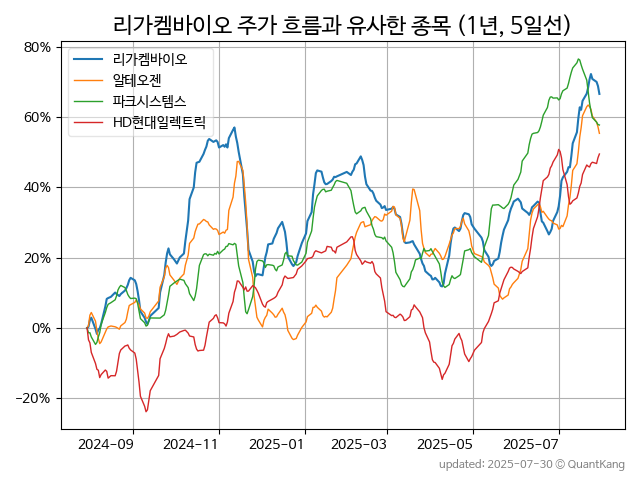 리가켐바이오 주가 흐름과 유사한 종목 (1년, 5일선)
리가켐바이오
알테오젠
파크시스템스
HD현대일렉트릭
80%
60%
40%
20%
0%
−20%
2024-09
2024-11
2025-01
2025-03
2025-05
2025-07
updated: 2025-07-30 © QuantKang